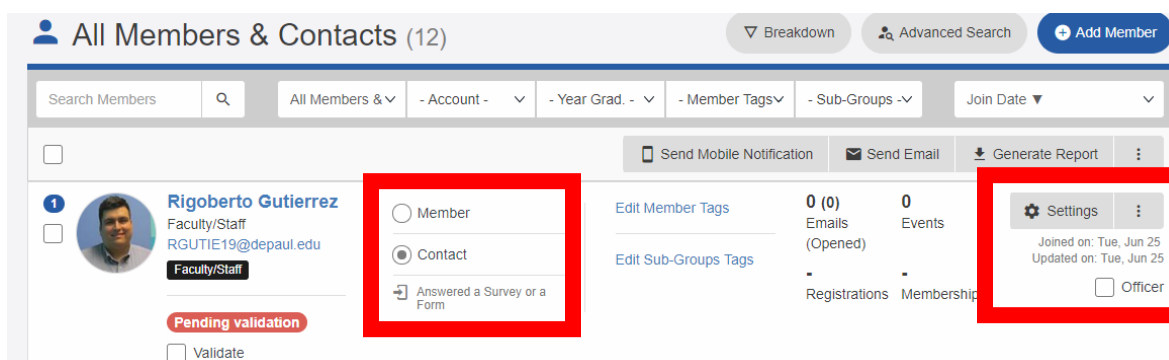 All Members & Contacts (12)
Breakdown
Advanced Search
Add Member
Search Members
All Members &
- Account -
- Year Grad. -
- Member Tags
- Sub-Groups -
Join Date ▼
Send Mobile Notification
Send Email
Generate Report
1
Rigoberto Gutierrez
Faculty/Staff
RGUTIE19@depaul.edu
Faculty/Staff
Pending validation
Validate
Member
Contact
Answered a Survey or a
Form
Edit Member Tags
Edit Sub-Groups Tags
0 (0)
Emails
(Opened)
0
Events
-
Registrations
-
Membership
Settings
Joined on: Tue, Jun 25
Updated on: Tue, Jun 25
Officer